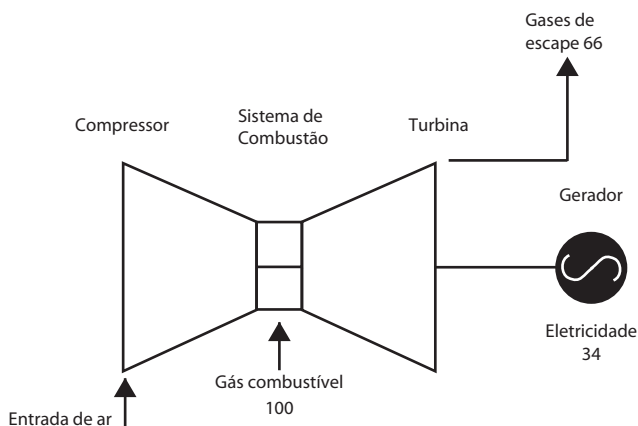 Gases de
escape 66
Compressor
Sistema de
Combustão
Turbina
Gerador
Eletricidade
34
Gás combustível
100
Entrada de ar